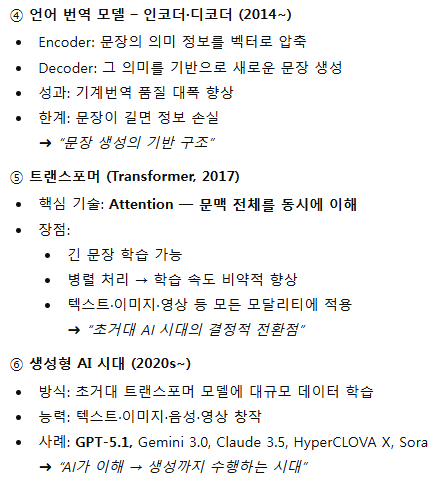 ④ 언어 번역 모델 – 인코더·디코더 (2014~)
• Encoder: 문장의 의미 정보를 벡터로 압축
• Decoder: 그 의미를 기반으로 새로운 문장 생성
• 성과: 기계번역 품질 대폭 향상
• 한계: 문장이 길면 정보 손실
➔ “문장 생성의 기반 구조”
⑤ 트랜스포머 (Transformer, 2017)
• 핵심 기술: Attention — 문맥 전체를 동시에 이해
• 장점:
• 긴 문장 학습 가능
• 병렬 처리 → 학습 속도 비약적 향상
• 텍스트·이미지·영상 등 모든 모달리티에 적용
➔ “초거대 AI 시대의 결정적 전환점”
⑥ 생성형 AI 시대 (2020s~)
• 방식: 초거대 트랜스포머 모델에 대규모 데이터 학습
• 능력: 텍스트·이미지·음성·영상 창작
• 사례: GPT-5.1, Gemini 3.0, Claude 3.5, HyperCLOVA X, Sora
➔ “AI가 이해 → 생성까지 수행하는 시대”